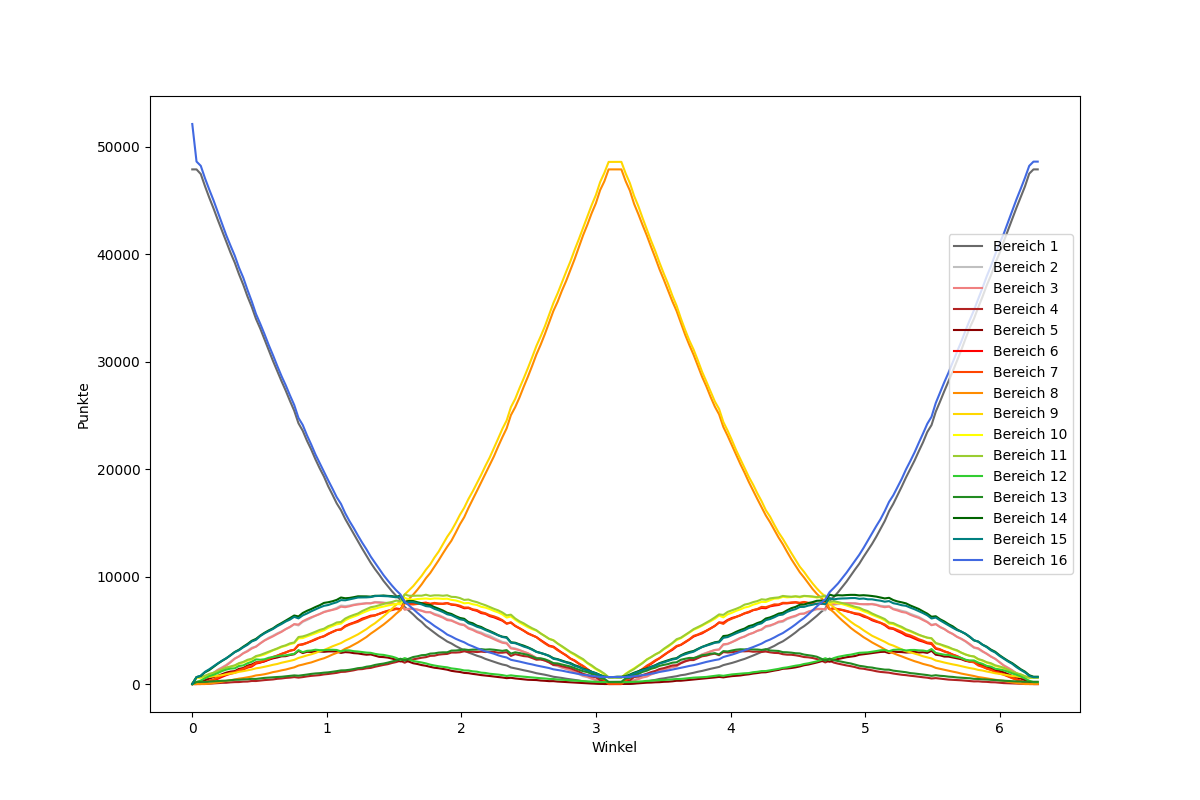 50000
40000
30000
20000
10000
0
Punkte
0 1 2 3 4 5 6
Winkel
Bereich 1
Bereich 2
Bereich 3
Bereich 4
Bereich 5
Bereich 6
Bereich 7
Bereich 8
Bereich 9
Bereich 10
Bereich 11
Bereich 12
Bereich 13
Bereich 14
Bereich 15
Bereich 16